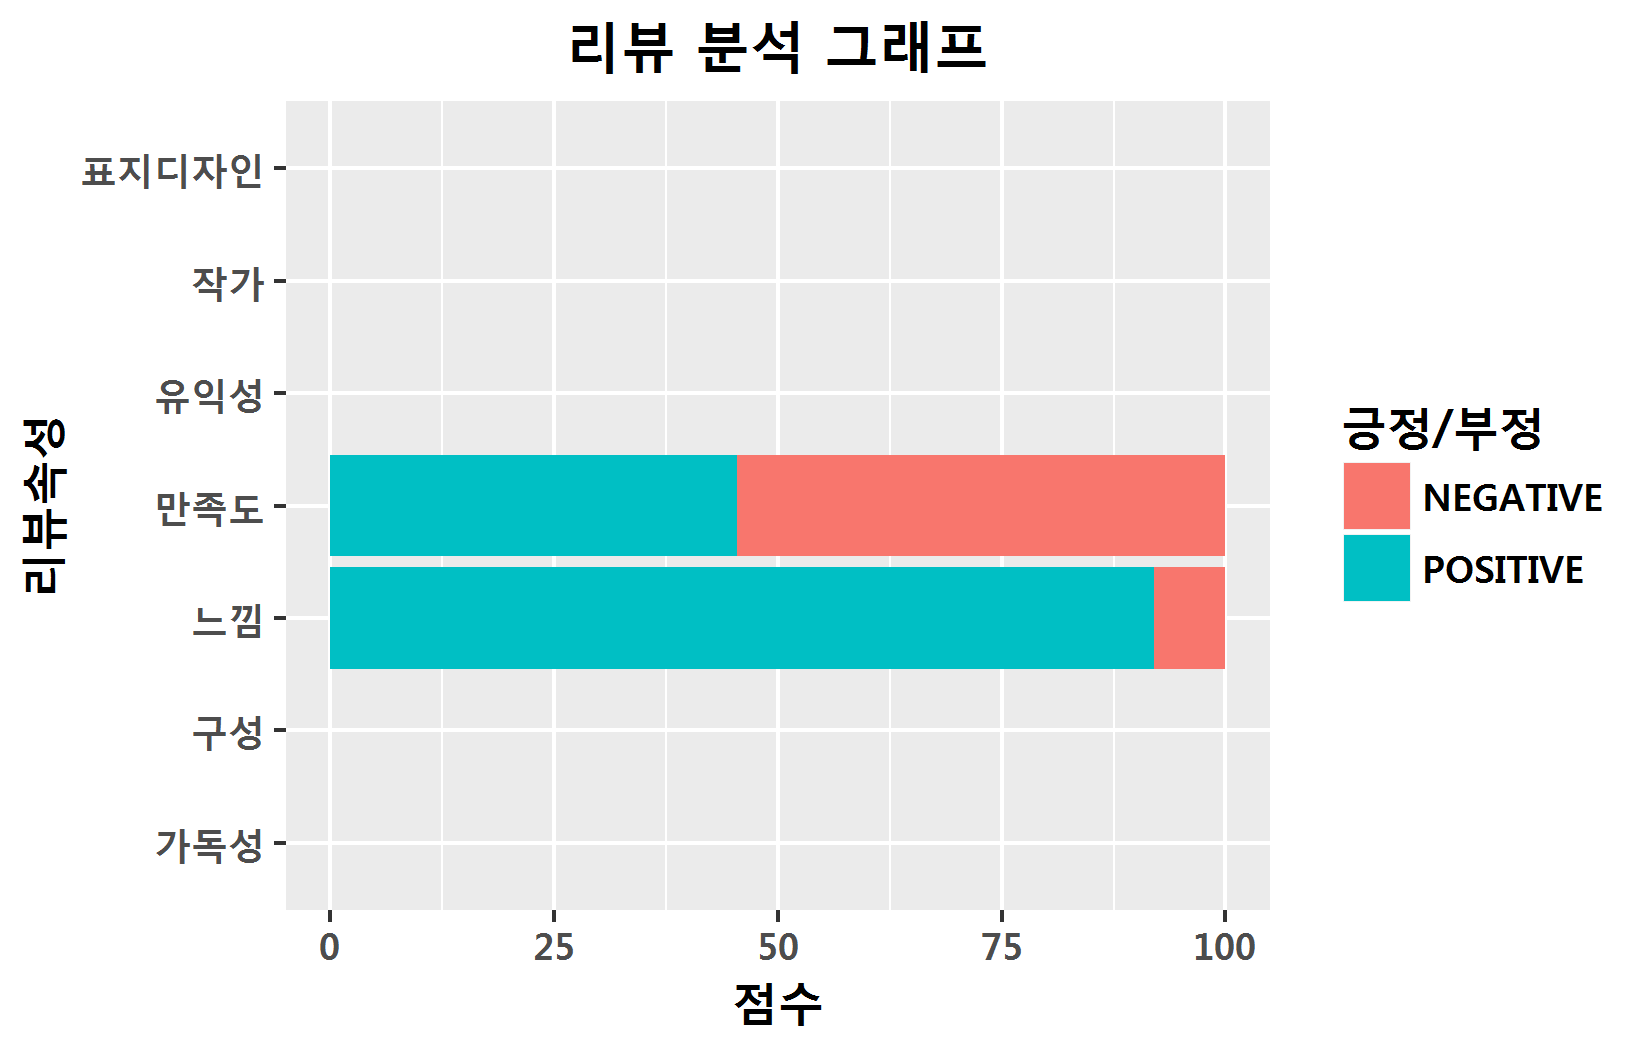 리뷰 분석 그래프
리뷰속성
표지디자인
작가
유익성
만족도
느낌
구성
가독성
0 25 50 75 100
점수
긍정/부정
NEGATIVE
POSITIVE